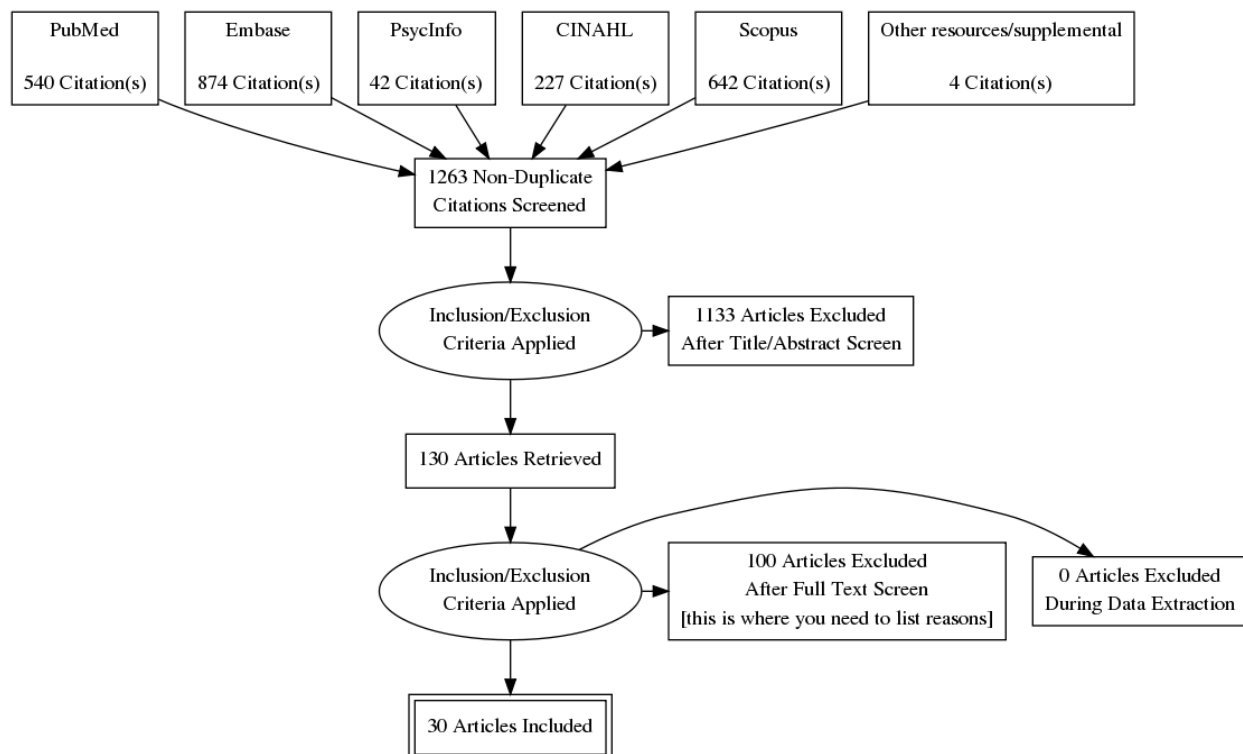 PubMed
540 Citation(s)
Embase
874 Citation(s)
PsycInfo
42 Citation(s)
CINAHL
227 Citation(s)
Scopus
642 Citation(s)
Other resources/supplemental
4 Citation(s)
1263 Non-Duplicate
Citations Screened
Inclusion/Exclusion
Criteria Applied
1133 Articles Excluded
After Title/Abstract Screen
130 Articles Retrieved
Inclusion/Exclusion
Criteria Applied
100 Articles Excluded
After Full Text Screen
[this is where you need to list reasons]
0 Articles Excluded
During Data Extraction
30 Articles Included